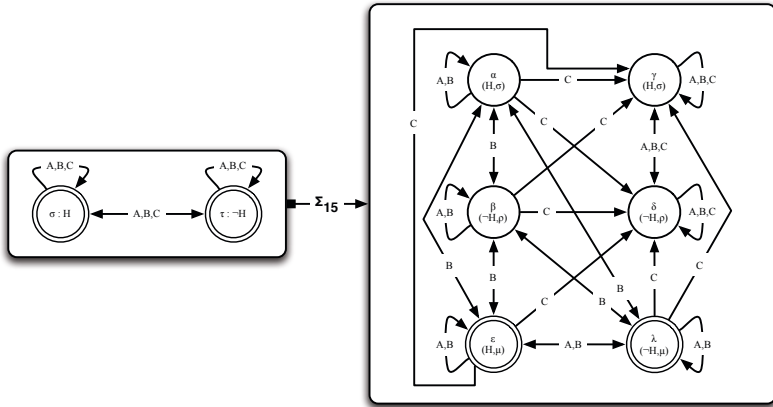 A,B
α
(H,σ)
C
γ
(H,σ)
A,B,C
C
C
B
A,B,C
A,B,C
A,B,C
σ : H
A,B,C
τ : ¬H
Σ15
A,B
β
(¬H,ρ)
C
δ
(¬H,ρ)
A,B,C
B
B
C
C
B
C
B
A,B
ε
(H,μ)
A,B
λ
(¬H,μ)
A,B